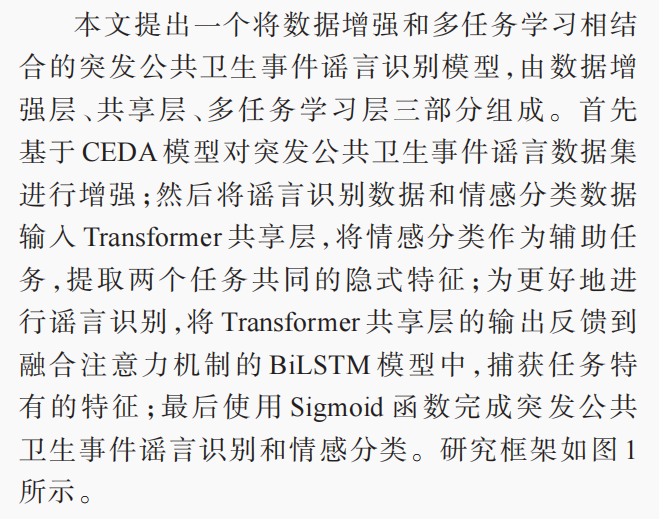 本文提出一个将数据增强和多任务学习相结
合的突发公共卫生事件谣言识别模型,由数据增
强层、共享层、多任务学习层三部分组成。首先
基于 CEDA 模型对突发公共卫生事件谣言数据集
进行增强;然后将谣言识别数据和情感分类数据
输入 Transformer 共享层,将情感分类作为辅助任
务,提取两个任务共同的隐式特征;为更好地进
行谣言识别,将 Transformer 共享层的输出反馈到
融合注意力机制的 BiLSTM 模型中,捕获任务特
有的特征;最后使用 Sigmoid 函数完成突发公共
卫生事件谣言识别和情感分类。研究框架如图 1
所示。